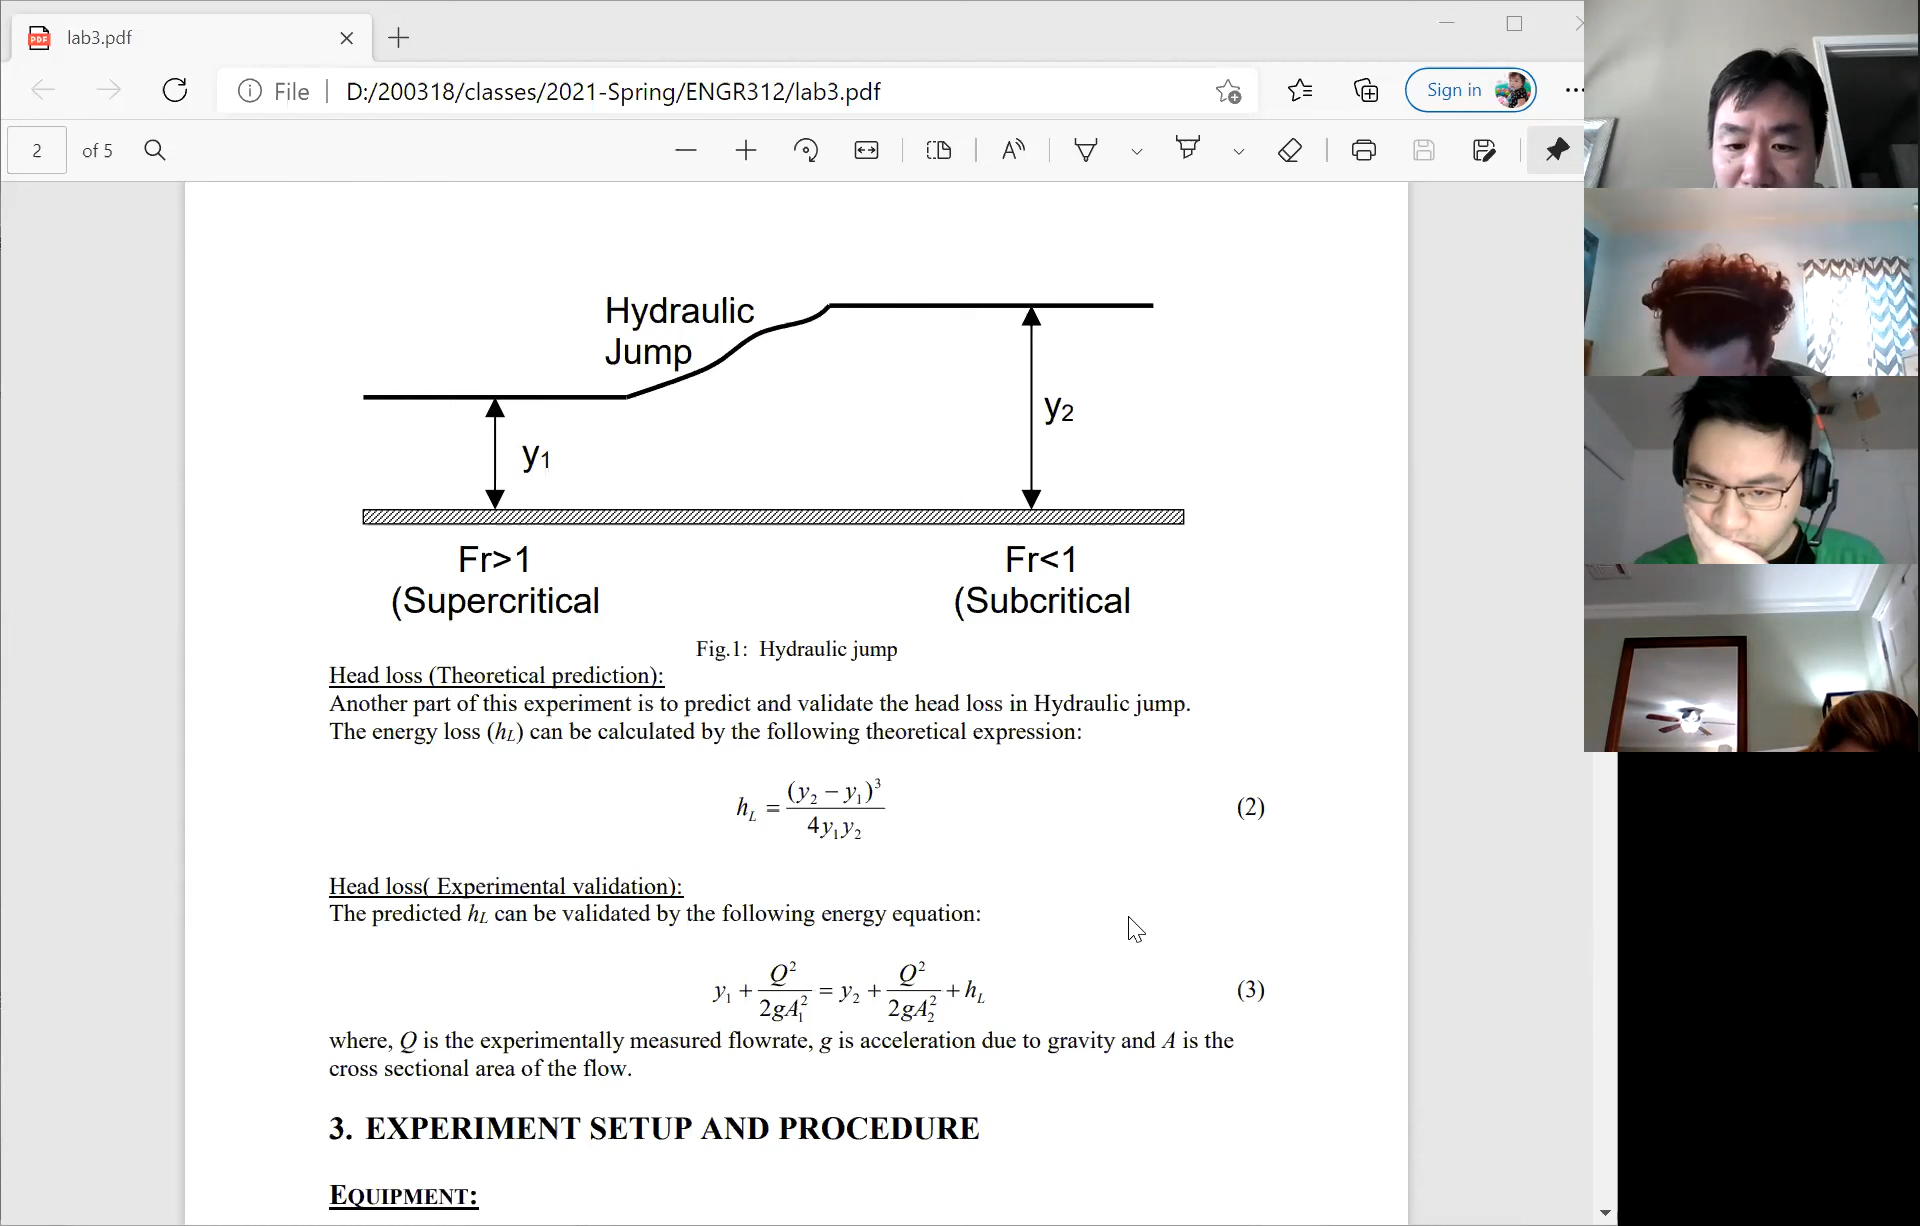 lab3.pdf
File | D:/200318/classes/2021-Spring/ENGR312/lab3.pdf
Sign in
2 of 5
Hydraulic
Jump
y₁
y₂
Fr>1
(Supercritical
Fr<1
(Subcritical
Fig.1: Hydraulic jump
Head loss (Theoretical prediction):
Another part of this experiment is to predict and validate the head loss in Hydraulic jump.
The energy loss (h_L) can be calculated by the following theoretical expression:
h_L = (y₂ − y₁)³ / 4y₁y₂ (2)
Head loss( Experimental validation):
The predicted h_L can be validated by the following energy equation:
y₁ + Q² / 2gA₁² = y₂ + Q² / 2gA₂² + h_L (3)
where, Q is the experimentally measured flowrate, g is acceleration due to gravity and A is the
cross sectional area of the flow.
3. EXPERIMENT SETUP AND PROCEDURE
EQUIPMENT: